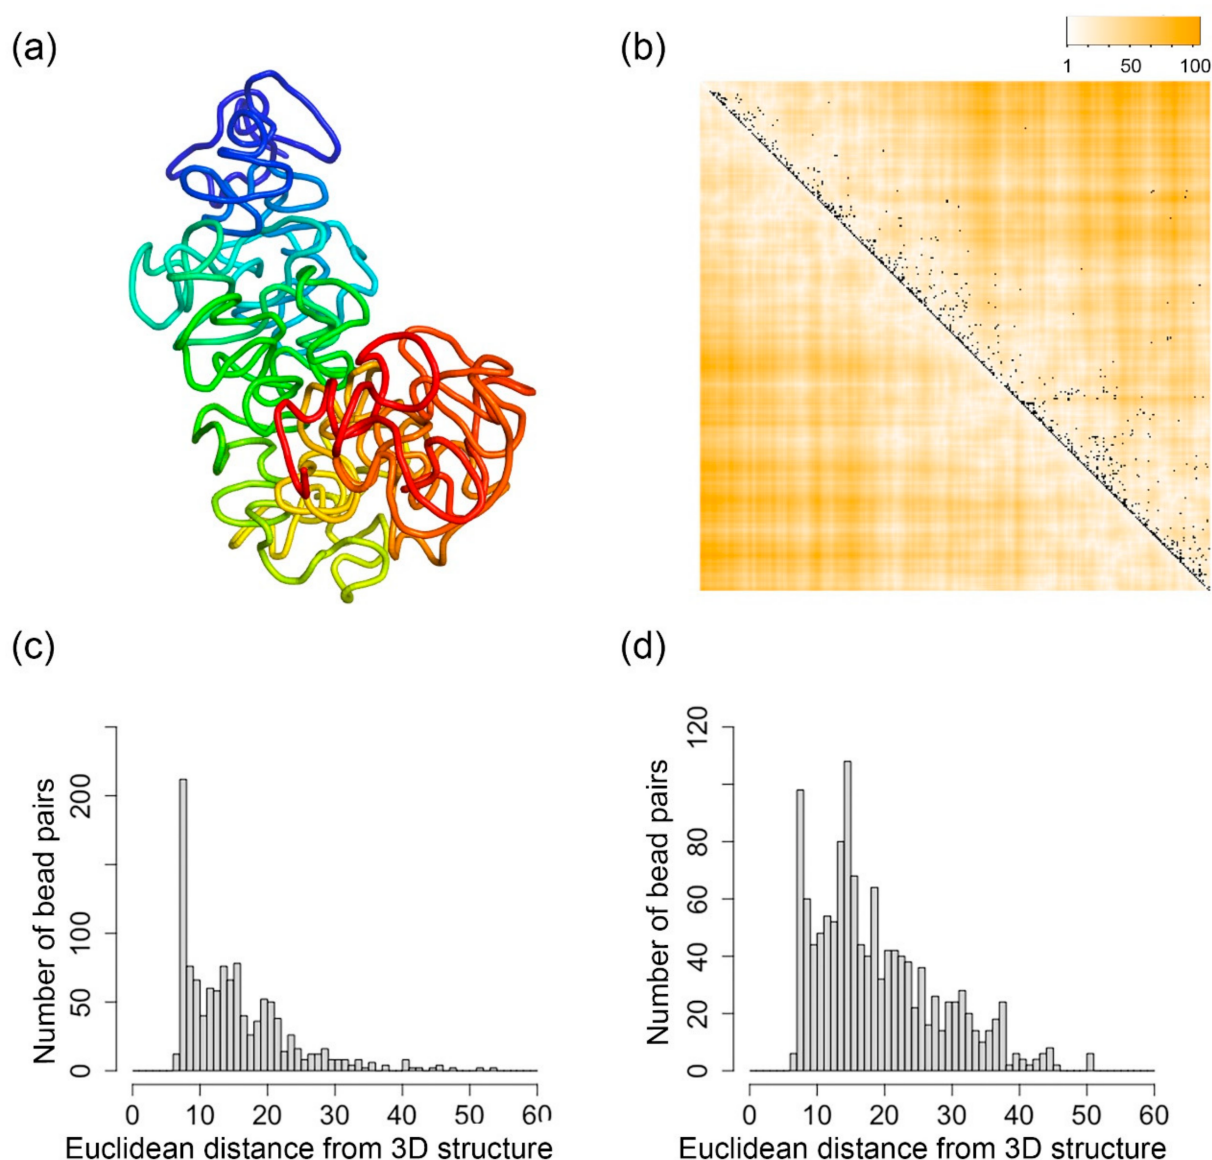 (a)
(b)
1 50 100
(c)
(d)
Number of bead pairs
200
100
50
0
0 10 20 30 40 50 60
Euclidean distance from 3D structure
Number of bead pairs
120
80
60
40
20
0
0 10 20 30 40 50 60
Euclidean distance from 3D structure